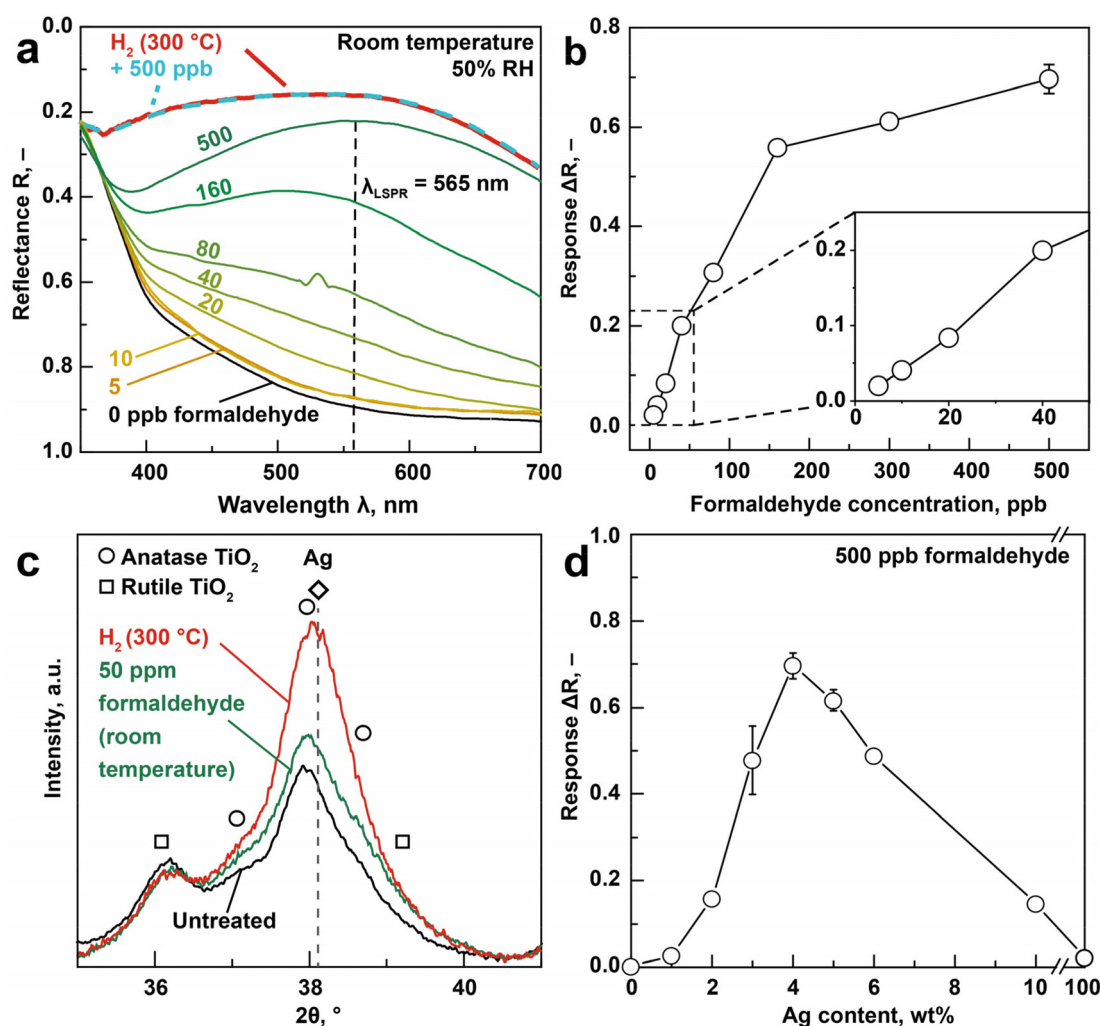 a
H₂ (300 °C)
+ 500 ppb
Room temperature
50% RH
500
160
80
40
20
10
5
0 ppb formaldehyde
λLSPR = 565 nm
0.0
0.2
0.4
0.6
0.8
1.0
Reflectance R, –
400
500
600
700
Wavelength λ, nm
b
0.8
0.6
0.4
0.2
0.0
Response ΔR, –
0
100
200
300
400
500
Formaldehyde concentration, ppb
0.2
0.1
0.0
0
20
40
c
Anatase TiO₂
Rutile TiO₂
Ag
H₂ (300 °C)
50 ppm
formaldehyde
(room
temperature)
Untreated
Intensity, a.u.
36
38
40
2θ, °
d
500 ppb formaldehyde
1.0
0.8
0.6
0.4
0.2
0.0
Response ΔR, –
0
2
4
6
8
10
100
Ag content, wt%